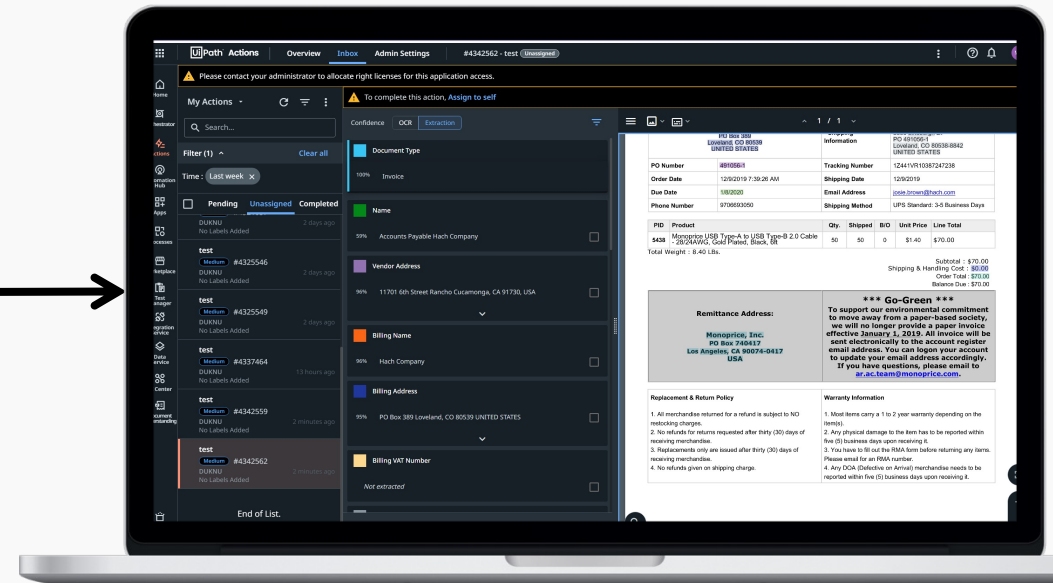 UiPath Actions
Overview
Inbox
Admin Settings
#4342562 - test
Unassigned
Please contact your administrator to allocate right licenses for this application access.
Home
My Actions
Search...
Filter (1)
Clear all
Time : Last week
Pending
Unassigned
Completed
DUKNU
2 days ago
No Labels Added
test
Medium #4325546
DUKNU
2 days ago
No Labels Added
test
Medium #4325549
DUKNU
2 days ago
No Labels Added
test
Medium #4337464
DUKNU
13 hours ago
No Labels Added
test
Medium #4342559
DUKNU
2 minutes ago
No Labels Added
test
Medium #4342562
DUKNU
2 minutes ago
No Labels Added
End of List.
Hub
Apps
Test
Data
Center
To complete this action, Assign to self
Confidence
OCR
Extraction
Document Type
100% Invoice
Name
59% Accounts Payable Hach Company
Vendor Address
96% 11701 6th Street Rancho Cucamonga, CA 91730, USA
Billing Name
96% Hach Company
Billing Address
95% PO Box 389 Loveland, CO 80539 UNITED STATES
Billing VAT Number
Not extracted
1 / 1
PO Box 389
Loveland, CO 80539
UNITED STATES
Information
PO 491056-1
Loveland, CO 80538-8842
UNITED STATES
PO Number 491056-1 Tracking Number 1Z441VR10387247238
Order Date 12/9/2019 7:39:26 AM Shipping Date 12/9/2019
Due Date 1/8/2020 Email Address josie.brown@hach.com
Phone Number 9706693050 Shipping Method UPS Standard: 3-5 Business Days
PID Product Qty. Shipped B/O Unit Price Line Total
5438 Monoprice USB Type-A to USB Type-B 2.0 Cable - 28/24AWG, Gold Plated, Black, 6ft 50 50 0 $1.40 $70.00
Total Weight : 8.40 LBs.
Subtotal : $70.00
Shipping & Handling Cost : $0.00
Order Total : $70.00
Balance Due : $70.00
Remittance Address:
Monoprice, Inc.
PO Box 740417
Los Angeles, CA 90074-0417
USA
*** Go-Green ***
To support our environmental commitment
to move away from a paper-based society,
we will no longer provide a paper invoice
effective January 1, 2019. All invoice will be
sent electronically to the account register
email address. You can logon your account
to update your email address accordingly.
If you have questions, please email to
ar.ac.team@monoprice.com.
Replacement & Return Policy
1. All merchandise returned for a refund is subject to NO
restocking charges.
2. No refunds for returns requested after thirty (30) days of
receiving merchandise.
3. Replacements only are issued after thirty (30) days of
receiving merchandise.
4. No refunds given on shipping charge.
Warranty Information
1. Most items carry a 1 to 2 year warranty depending on the
item(s).
2. Any physical damage to the item has to be reported within
five (5) business days upon receiving it.
3. You have to fill out the RMA form before returning any items.
Please email for an RMA number.
4. Any DOA (Defective on Arrival) merchandise needs to be
reported within five (5) business days upon receiving it.